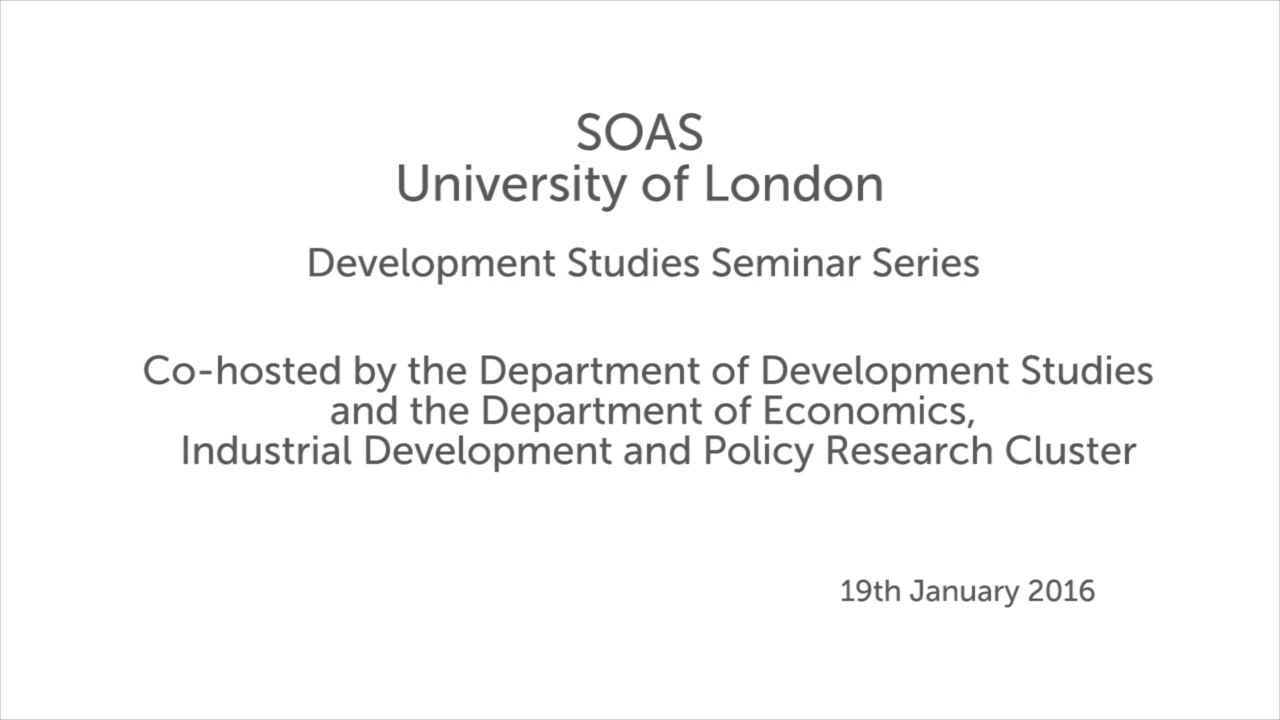 SOAS
University of London
Development Studies Seminar Series
Co-hosted by the Department of Development Studies
and the Department of Economics,
Industrial Development and Policy Research Cluster
19th January 2016